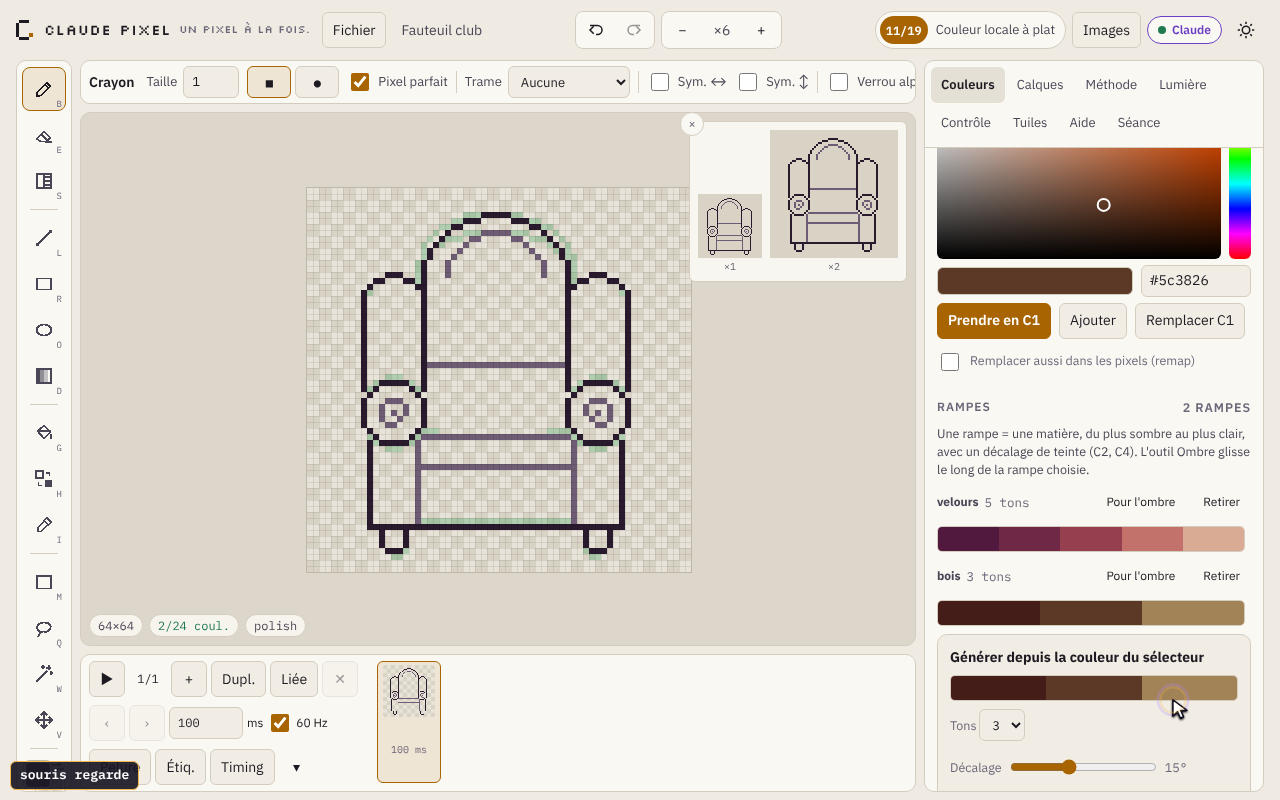 CLAUDE PIXEL UN PIXEL À LA FOIS. Fichier Fauteuil club − ×6 + 11/19 Couleur locale à plat Images Claude
Crayon Taille 1 Pixel parfait Trame Aucune Sym. ↔ Sym. ↕ Verrou alp
B
E
S
L
R
O
D
G
H
I
M
Q
W
V
×
×1 ×2
64×64 2/24 coul. polish
1/1 + Dupl. Liée ×
‹ › 100 ms 60 Hz
Étiq. Timing ▼
100 ms
souris regarde
Couleurs Calques Méthode Lumière
Contrôle Tuiles Aide Séance
#5c3826
Prendre en C1 Ajouter Remplacer C1
Remplacer aussi dans les pixels (remap)
RAMPES 2 RAMPES
Une rampe = une matière, du plus sombre au plus clair,
avec un décalage de teinte (C2, C4). L'outil Ombre glisse
le long de la rampe choisie.
velours 5 tons Pour l'ombre Retirer
bois 3 tons Pour l'ombre Retirer
Générer depuis la couleur du sélecteur
Tons 3
Décalage 15°